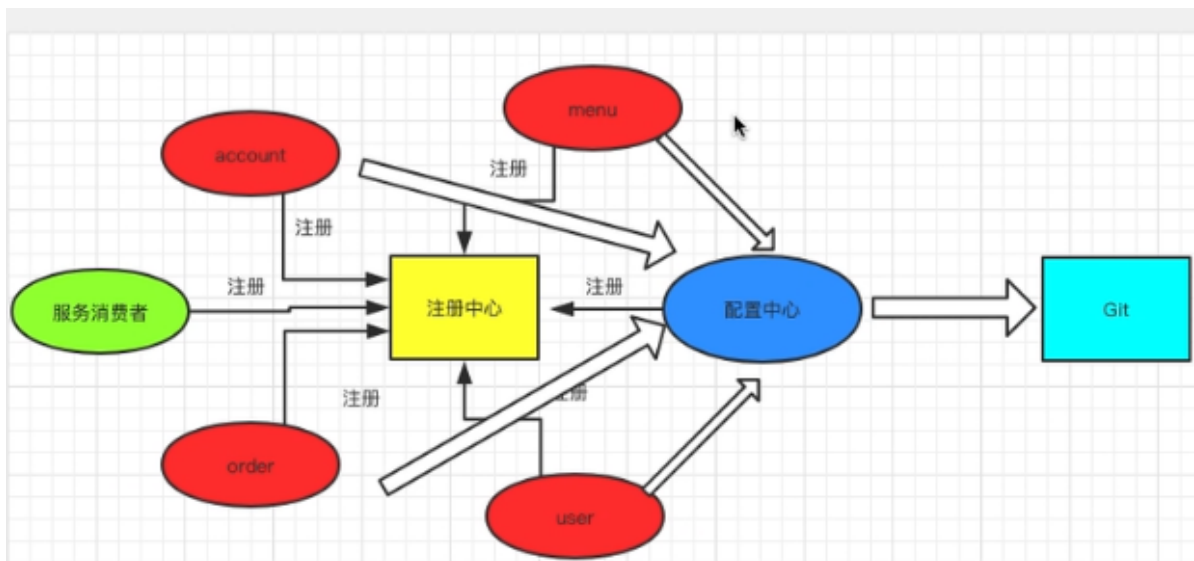 menu
account
注册
注册
注册
注册
服务消费者
注册中心
配置中心
Git
注册
注册
order
user